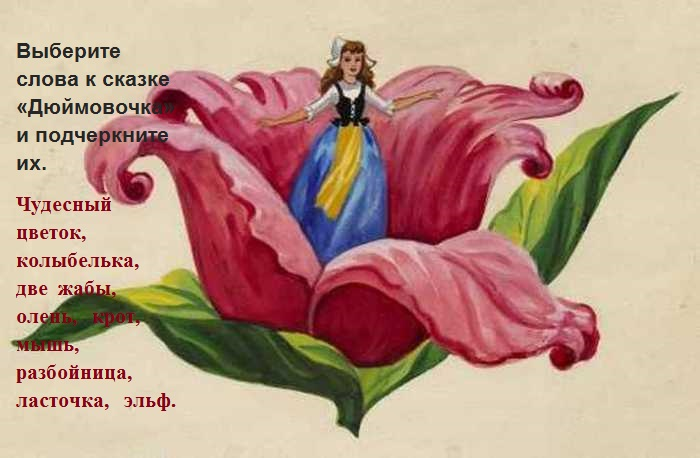 Выберите
слова к сказке
«Дюймовочка»
и подчеркните
их.
Чудесный
цветок,
колыбелька,
две жабы,
олень, крот,
мышь,
разбойница,
ласточка, эльф.